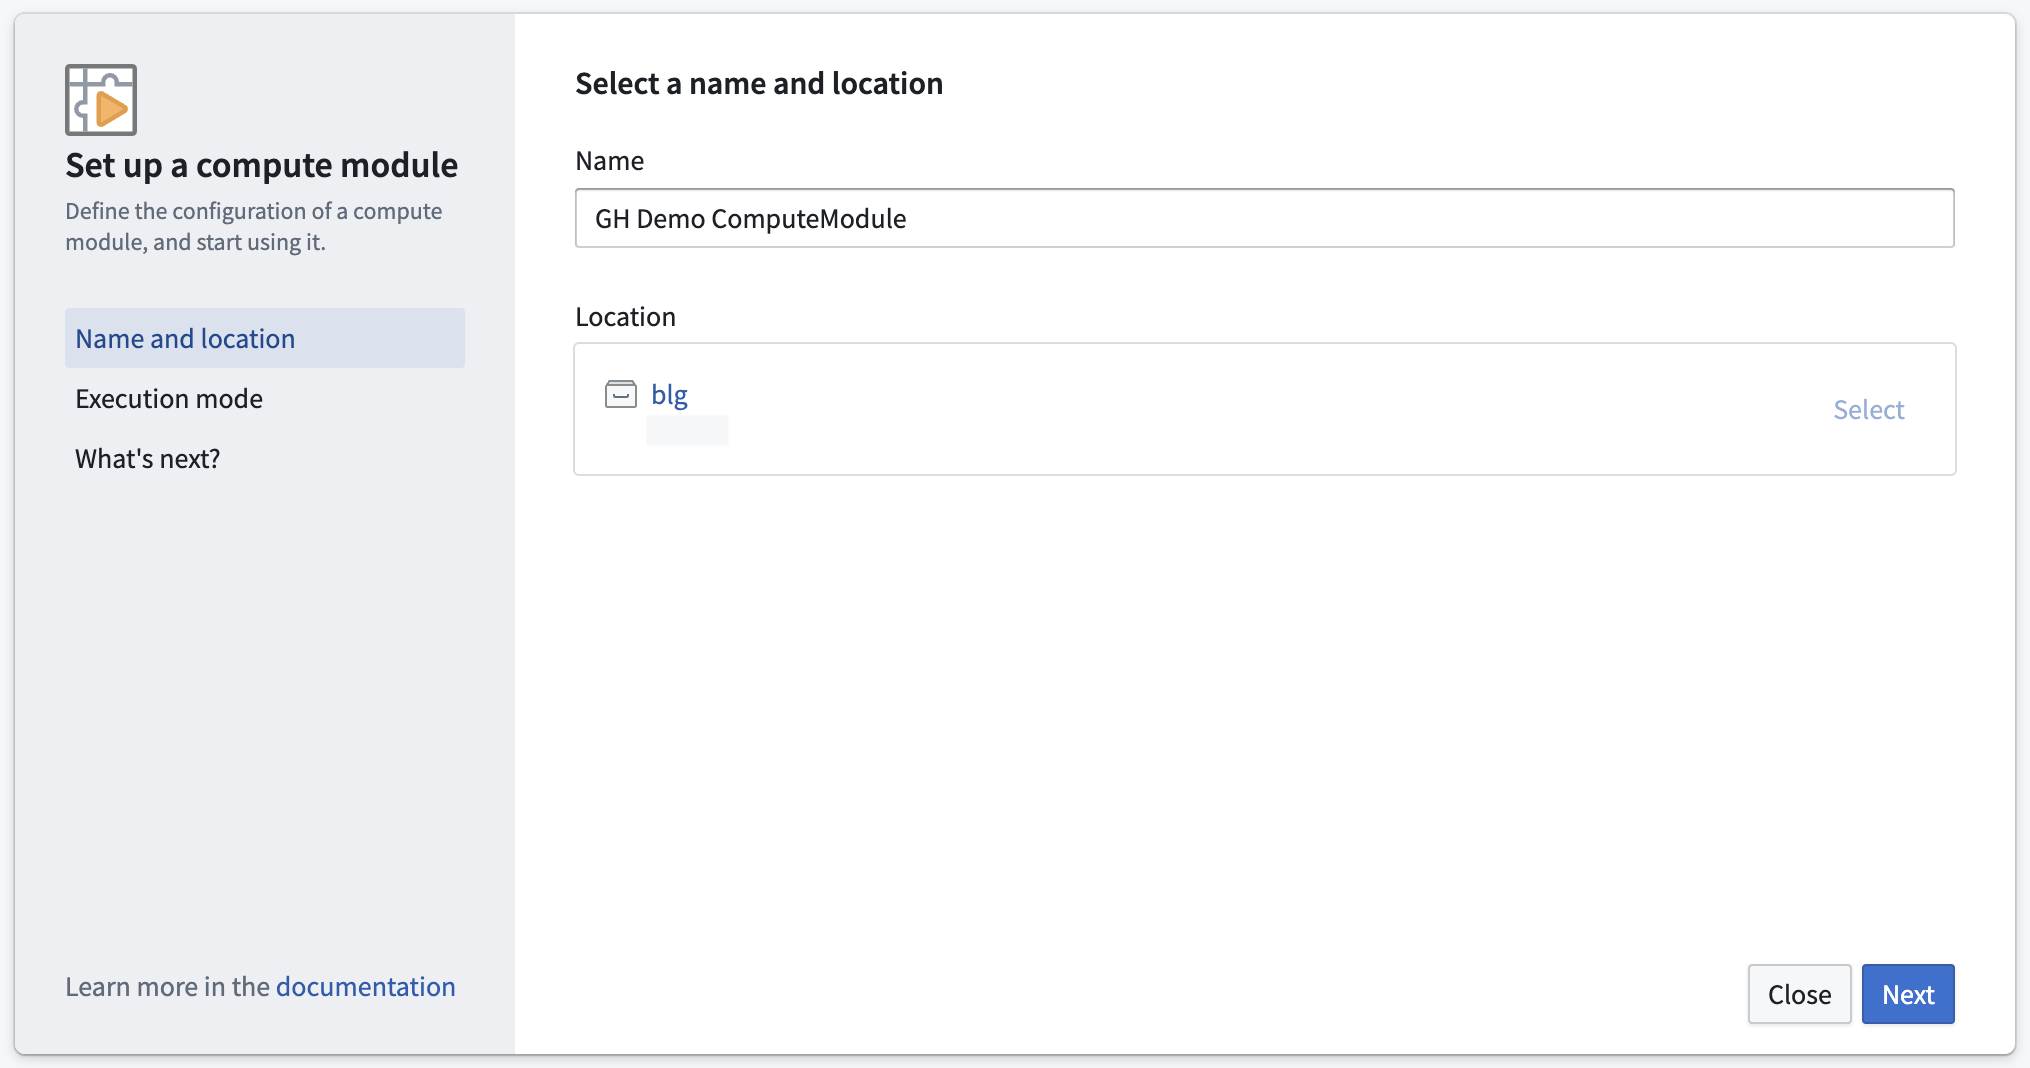 Set up a compute module
Define the configuration of a compute
module, and start using it.
Name and location
Execution mode
What's next?
Learn more in the documentation
Select a name and location
Name
GH Demo ComputeModule
Location
blg
Select
Close
Next